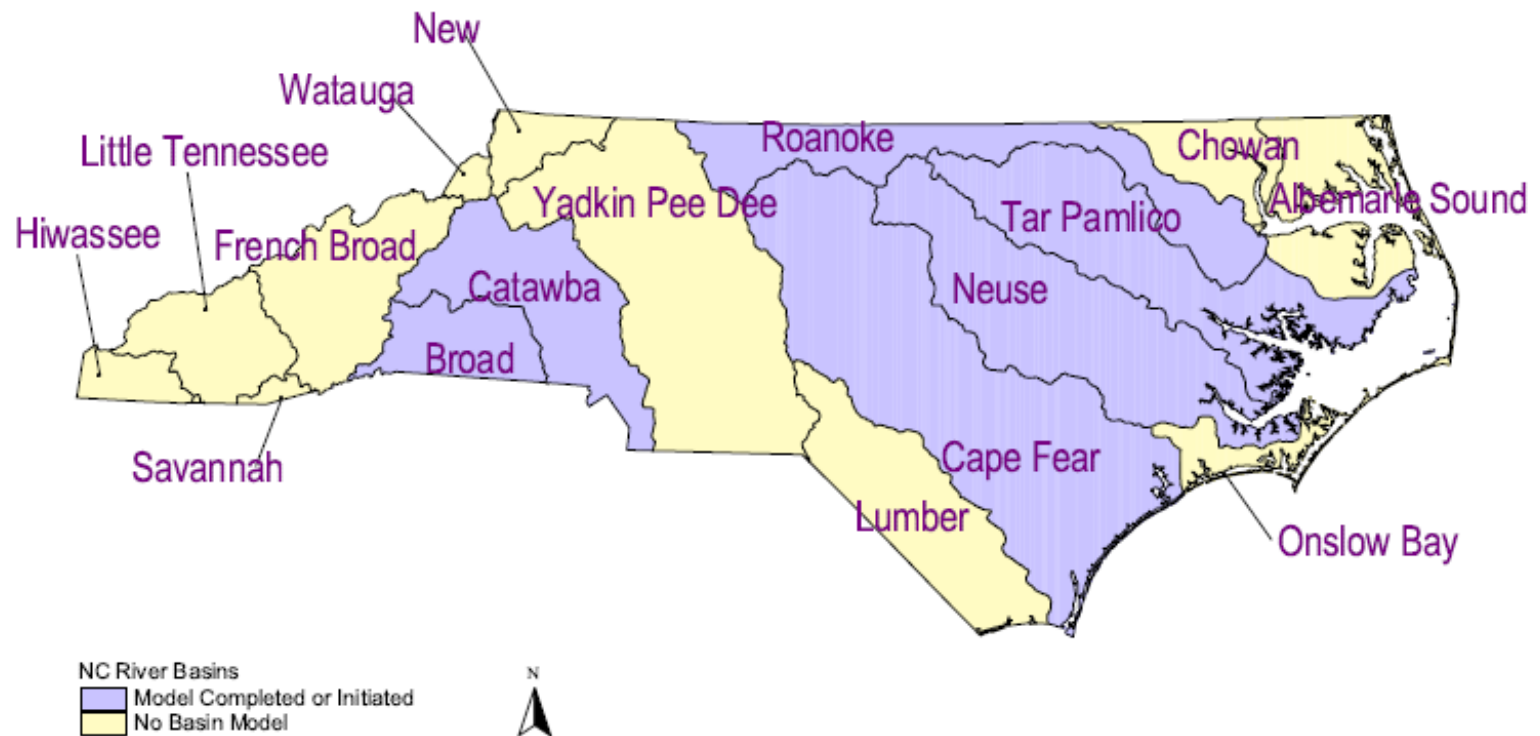 New
Watauga
Roanoke
Little Tennessee
Chowan
Yadkin Pee Dee
Albemarle Sound
Tar Pamlico
Hiwassee
French Broad
Catawba
Neuse
Broad
Savannah
Cape Fear
Lumber
Onslow Bay
NC River Basins
Model Completed or Initiated
No Basin Model
N